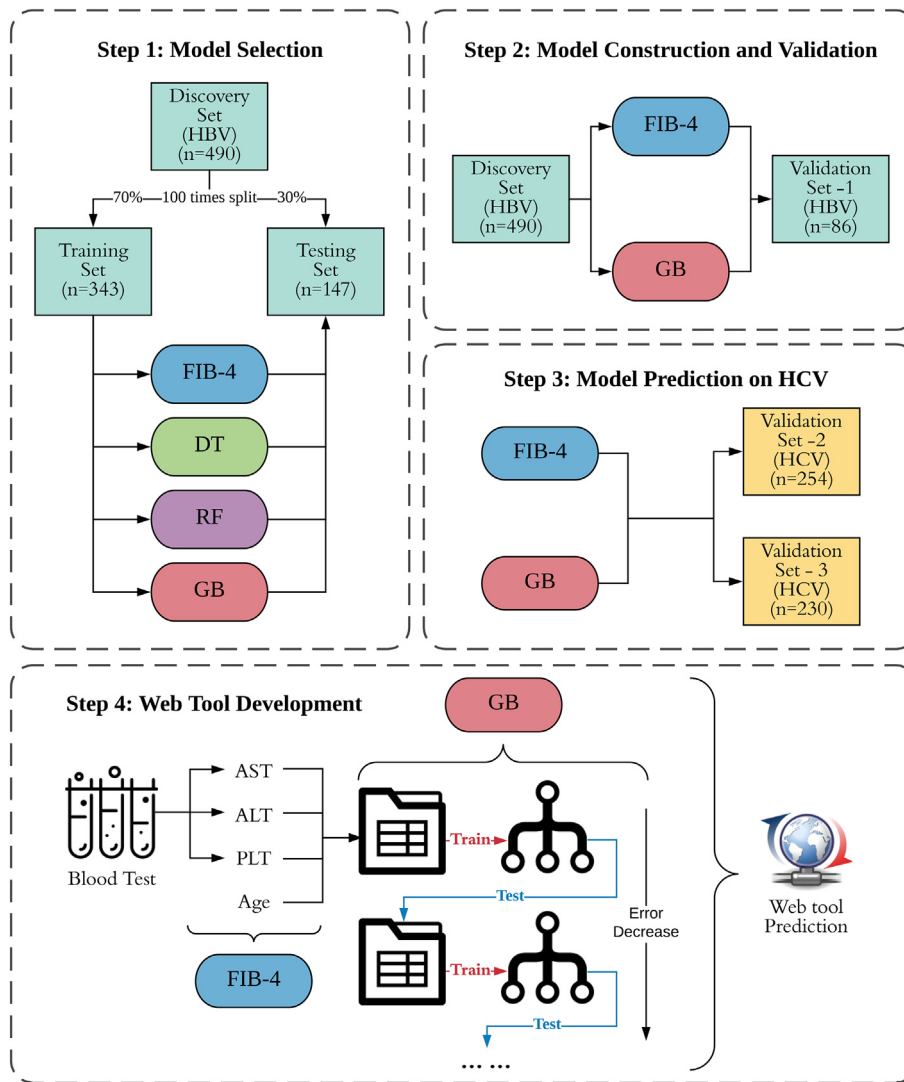 Step 1: Model Selection
Discovery
Set
(HBV)
(n=490)
70% 100 times split 30%
Training
Set
(n=343)
Testing
Set
(n=147)
FIB-4
DT
RF
GB
Step 2: Model Construction and Validation
Discovery
Set
(HBV)
(n=490)
FIB-4
GB
Validation
Set -1
(HBV)
(n=86)
Step 3: Model Prediction on HCV
FIB-4
GB
Validation
Set -2
(HCV)
(n=254)
Validation
Set - 3
(HCV)
(n=230)
Step 4: Web Tool Development
GB
Blood Test
AST
ALT
PLT
Age
FIB-4
Train
Test
Train
Test
... ...
Error
Decrease
Web tool
Prediction